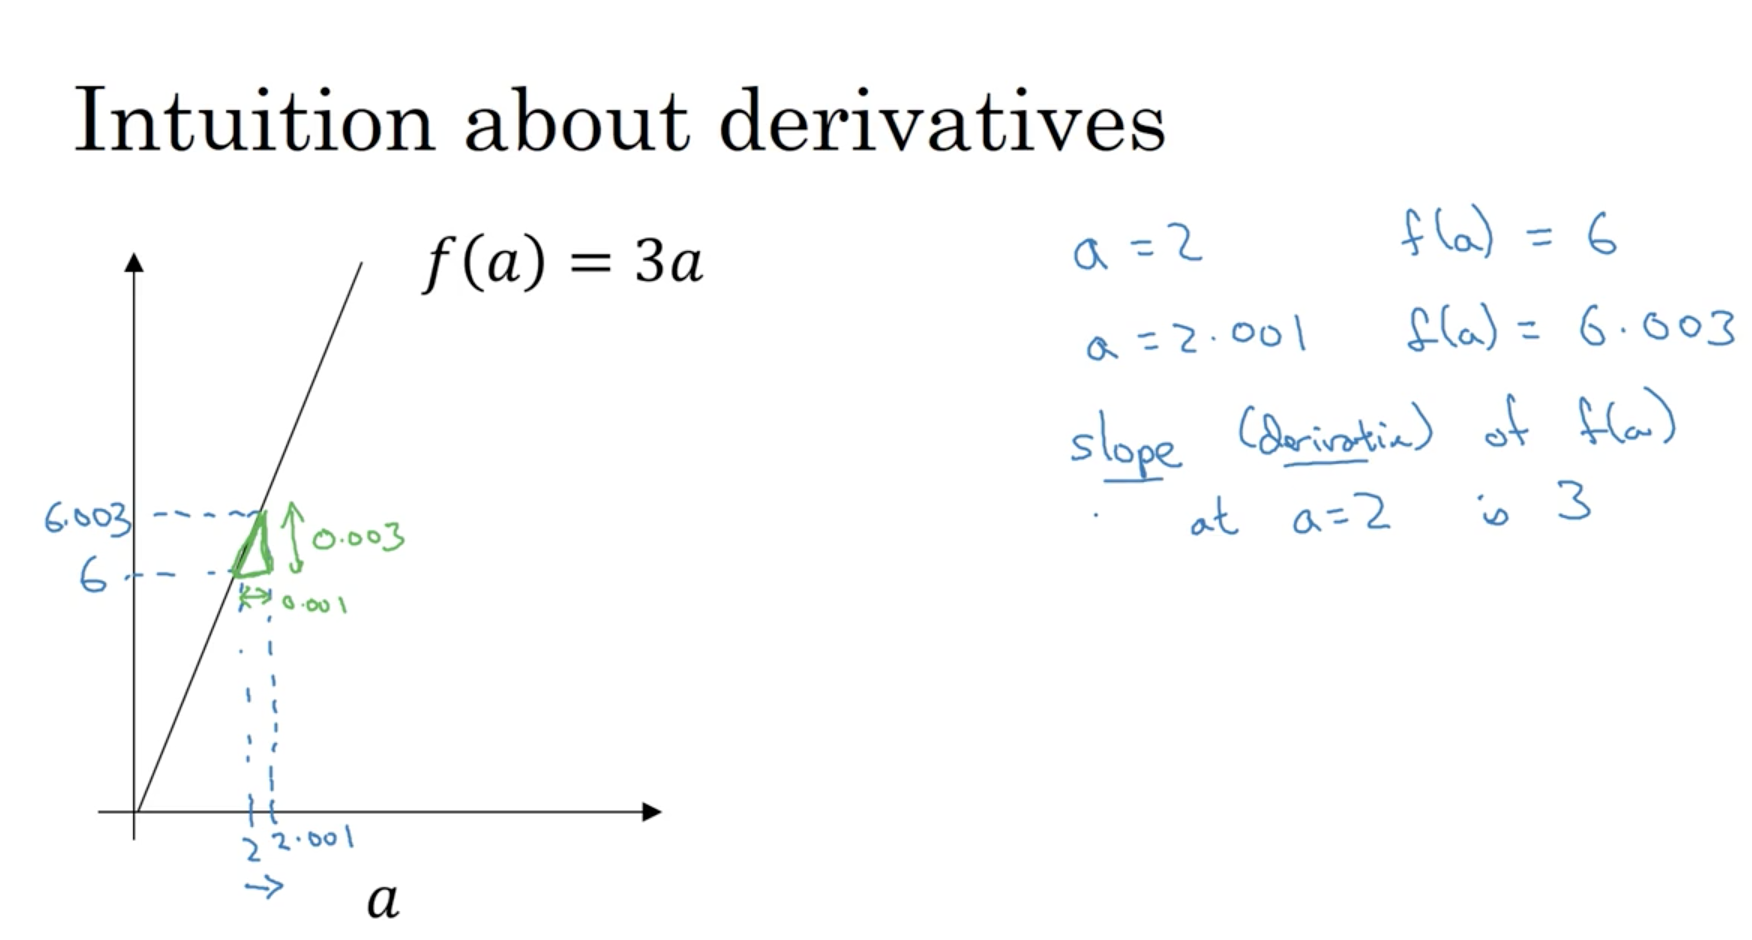 Intuition about derivatives
f(a) = 3a
a = 2 f(a) = 6
a = 2.001 f(a) = 6.003
slope (derivative) of f(a)
at a=2 is 3
6.003
6
0.003
0.001
2 2.001
a